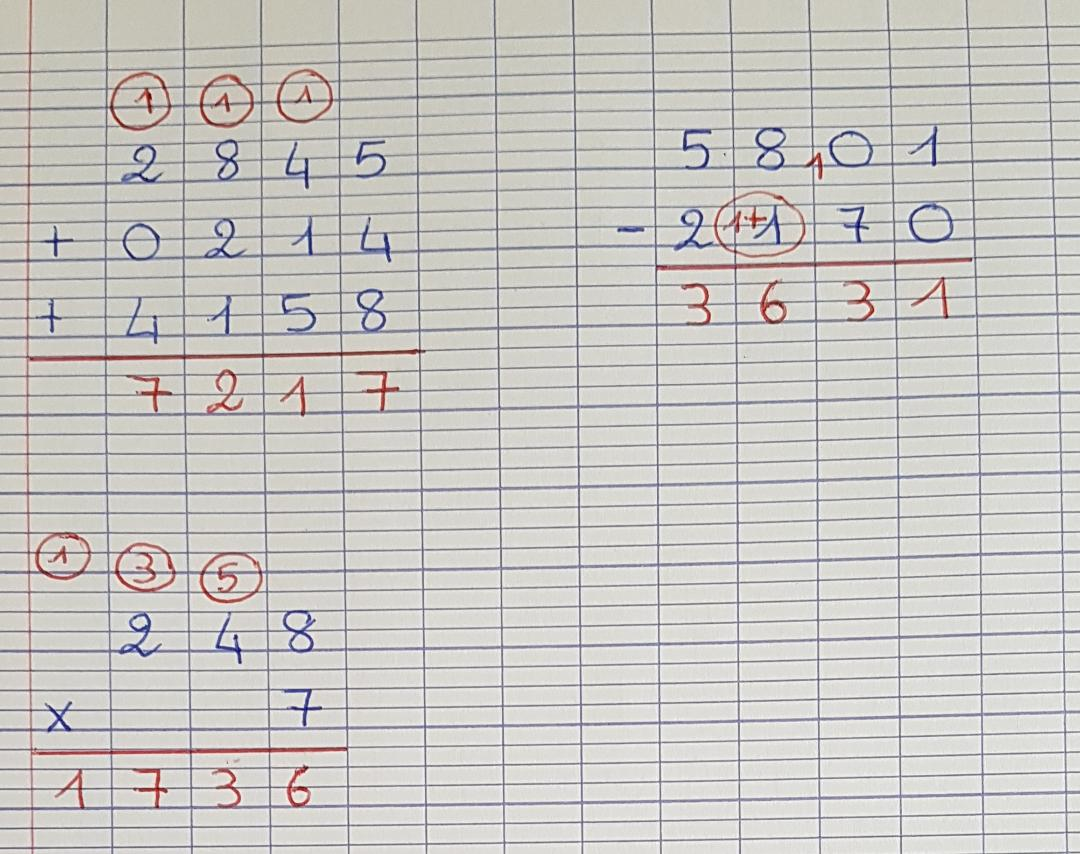 1 1 1
2 8 4 5
+ 0 2 1 4
+ 4 1 5 8
7 2 1 7
5 8 1 0 1
- 2 1+1 7 0
3 6 3 1
1 3 5
2 4 8
x 7
1 7 3 6